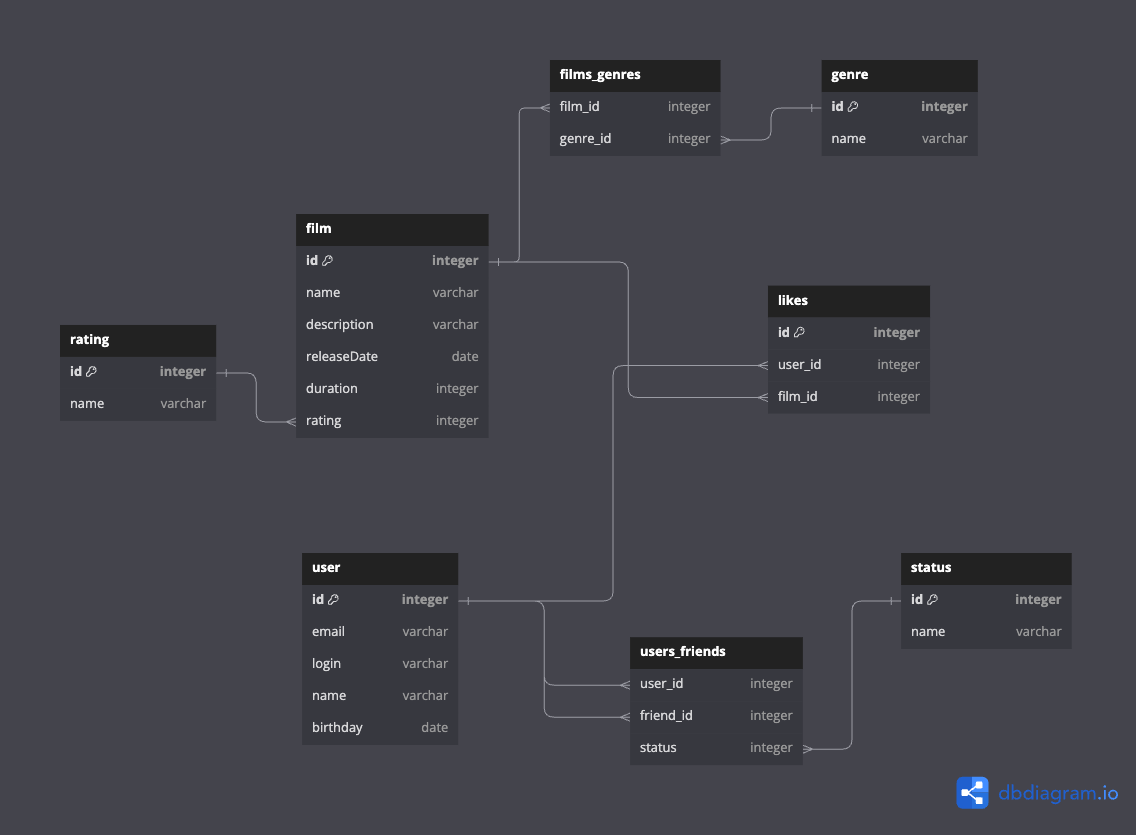 films_genres
film_id integer
genre_id integer
genre
id integer
name varchar
film
id integer
name varchar
description varchar
releaseDate date
duration integer
rating integer
likes
id integer
user_id integer
film_id integer
rating
id integer
name varchar
user
id integer
email varchar
login varchar
name varchar
birthday date
users_friends
user_id integer
friend_id integer
status integer
status
id integer
name varchar
dbdiagram.io